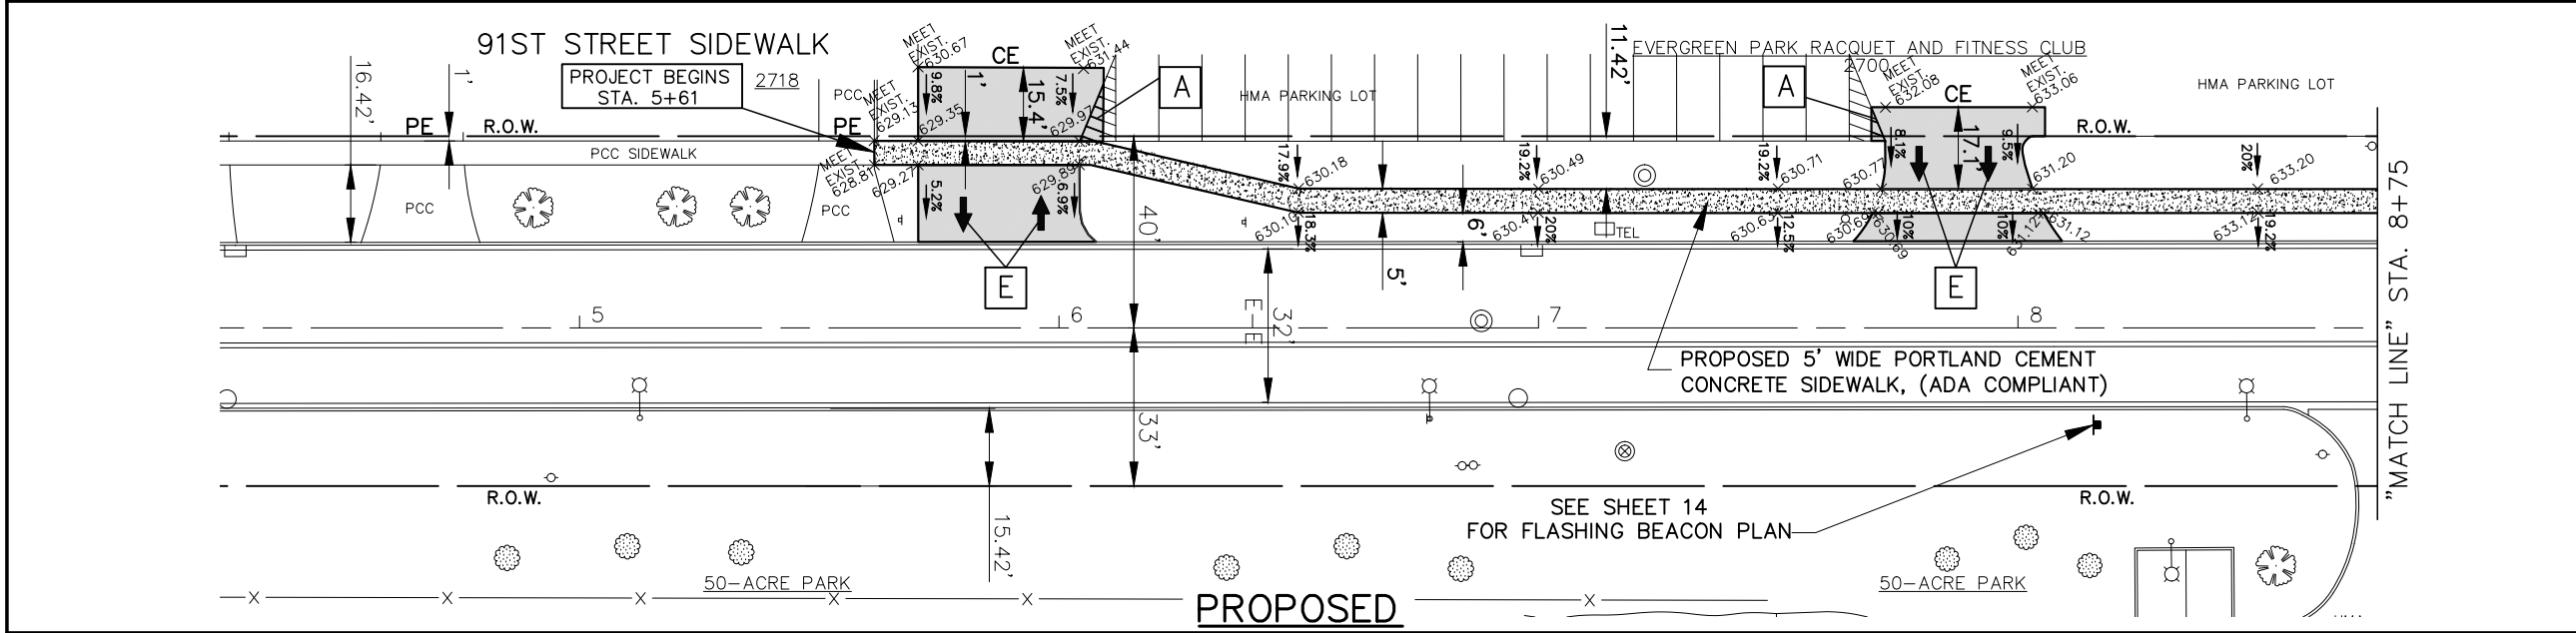 91ST STREET SIDEWALK
PROJECT BEGINS
STA. 5+61
2718
16.42'
1'
PE
R.O.W.
PCC SIDEWALK
PCC
PCC
PCC
PE
MEET
EXIST.
629.13
MEET
EXIST.
628.81
MEET
EXIST.
630.67
CE
MEET
EXIST.
631.44
9.8%
1'
15.4'
7.5%
629.35
629.97
629.27
629.89
5.2%
6.9%
E
A
HMA PARKING LOT
11.42'
EVERGREEN PARK RACQUET AND FITNESS CLUB
2700
A
MEET
EXIST.
632.08
CE
MEET
EXIST.
633.06
HMA PARKING LOT
R.O.W.
17.9%
630.18
19.2%
630.49
19.2%
630.71
630.77
8.1%
17.1'
9.5%
631.20
20%
633.20
630.10
18.3%
630.41
20%
TEL
630.63
12.5%
630.69
630.69
10%
10%
631.12
631.12
633.12
19.2%
40'
6'
5'
E
5
6
7
8
32'
E-E
33'
PROPOSED 5' WIDE PORTLAND CEMENT
CONCRETE SIDEWALK, (ADA COMPLIANT)
"MATCH LINE" STA. 8+75
R.O.W.
15.42'
SEE SHEET 14
FOR FLASHING BEACON PLAN
R.O.W.
50-ACRE PARK
50-ACRE PARK
X X X X X X
PROPOSED